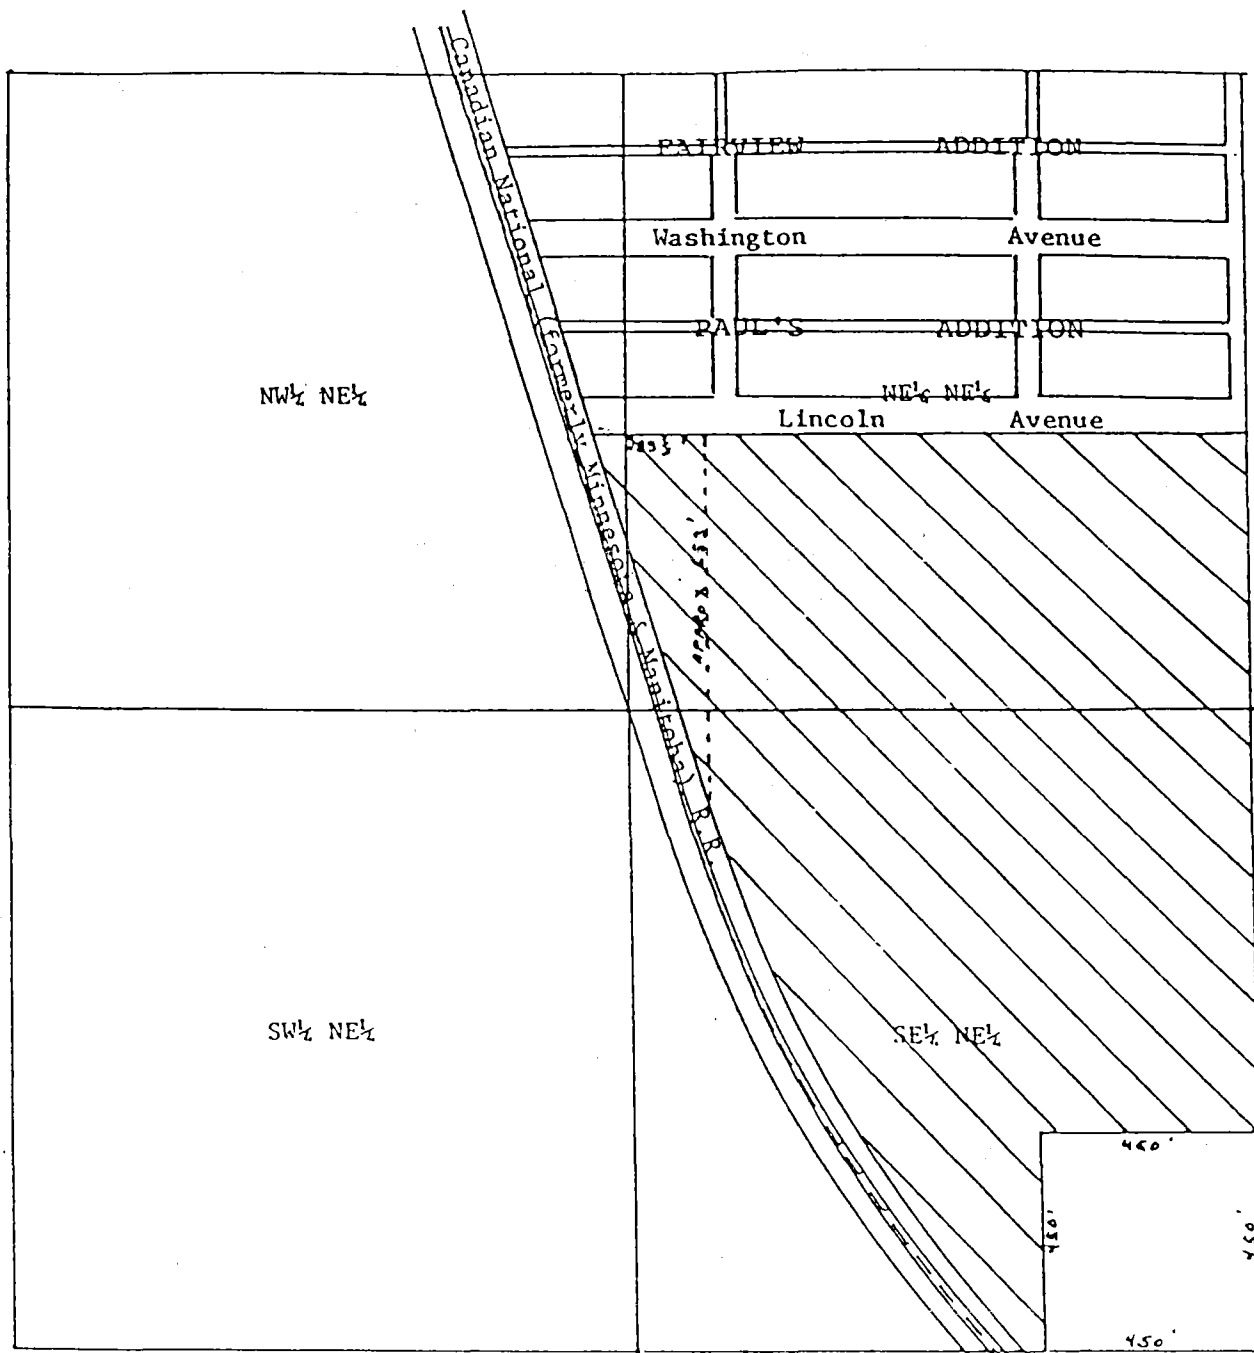 Canadian National (formerly Minnesota & Manitoba) R.R.
FAIRVIEW ADDITION
Washington Avenue
PAUL'S ADDITION
NW¼ NE¼
NE¼ NE¼
Lincoln Avenue
APPROX
SW¼ NE¼
SE¼ NE¼
450'
450'
450'
450'